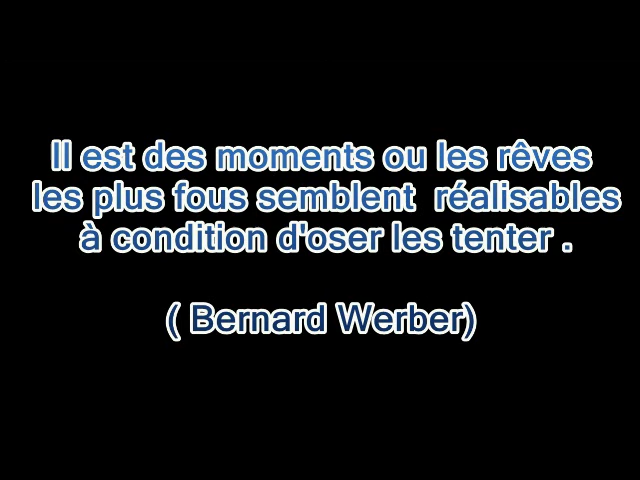 Il est des moments ou les rêves
les plus fous semblent  réalisables
à condition d'oser les tenter .
( Bernard Werber)